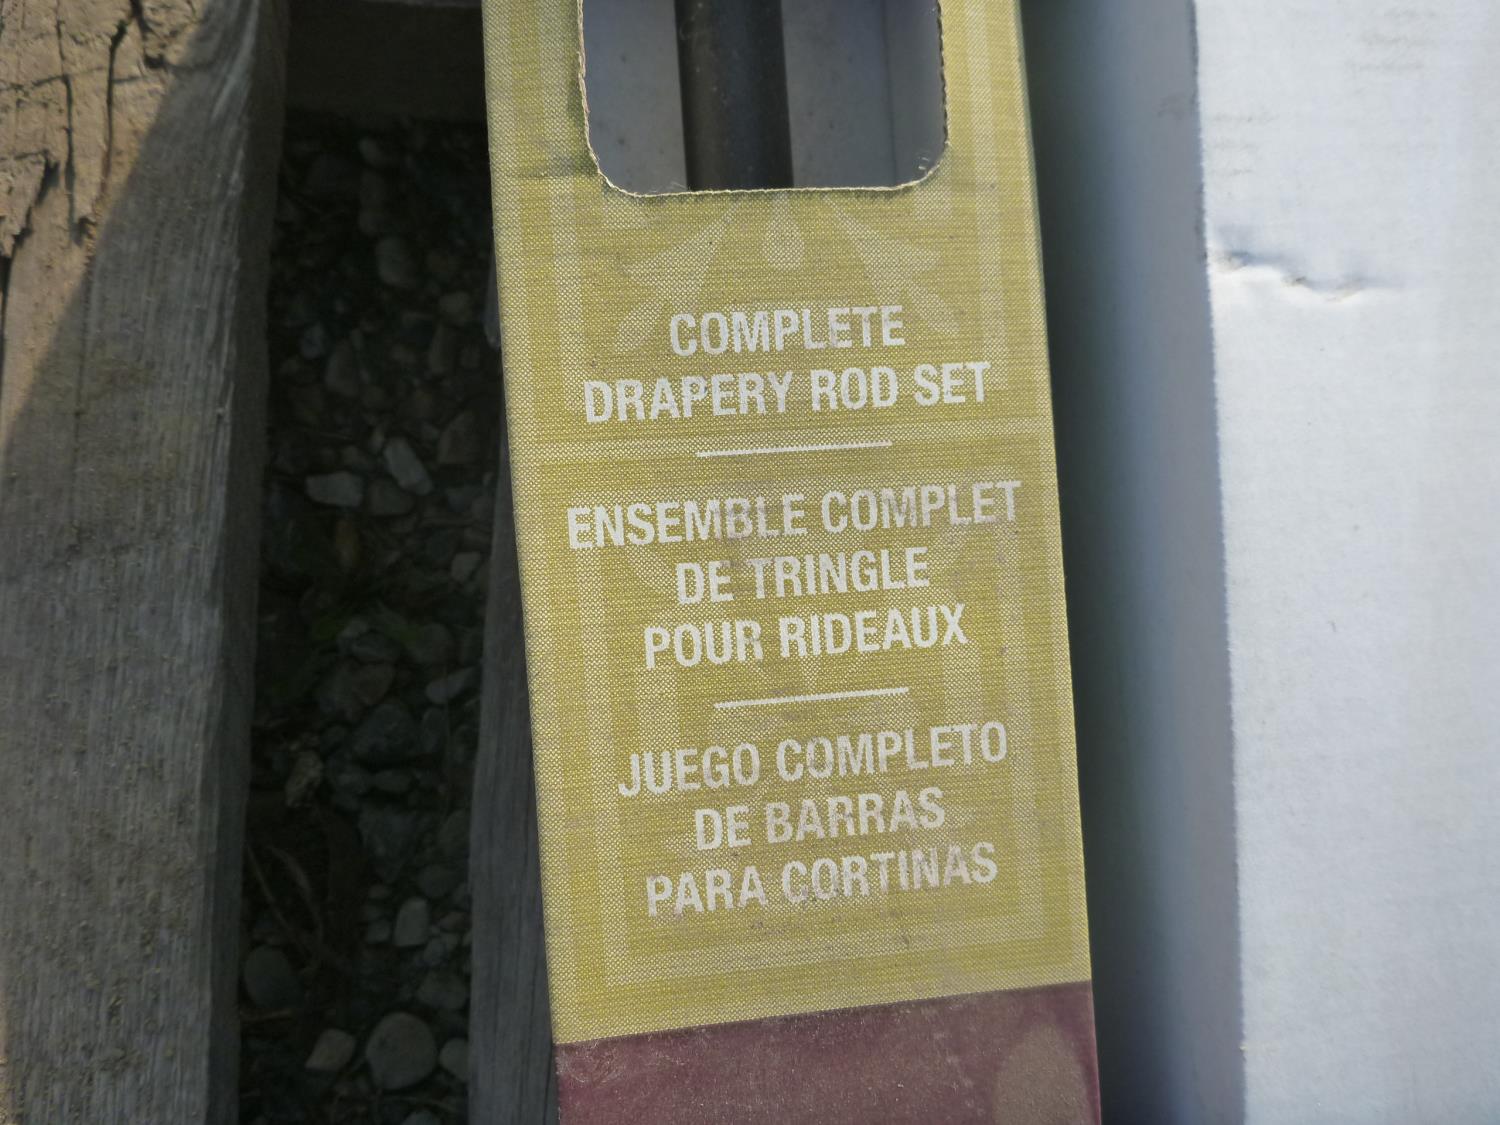 COMPLETE
DRAPERY ROD SET
ENSEMBLE COMPLET
DE TRINGLE
POUR RIDEAUX
JUEGO COMPLETO
DE BARRAS
PARA CORTINAS